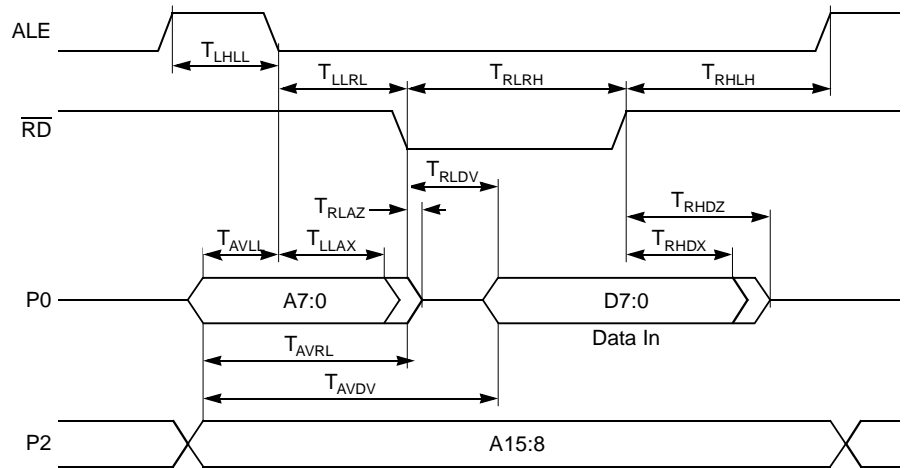 ALE
T_LHLL
T_LLRL
T_RLRH
T_RHLH
RD
T_RLDV
T_RLAZ
T_RHDZ
T_AVLL
T_LLAX
T_RHDX
P0
A7:0
D7:0
Data In
T_AVRL
T_AVDV
P2
A15:8